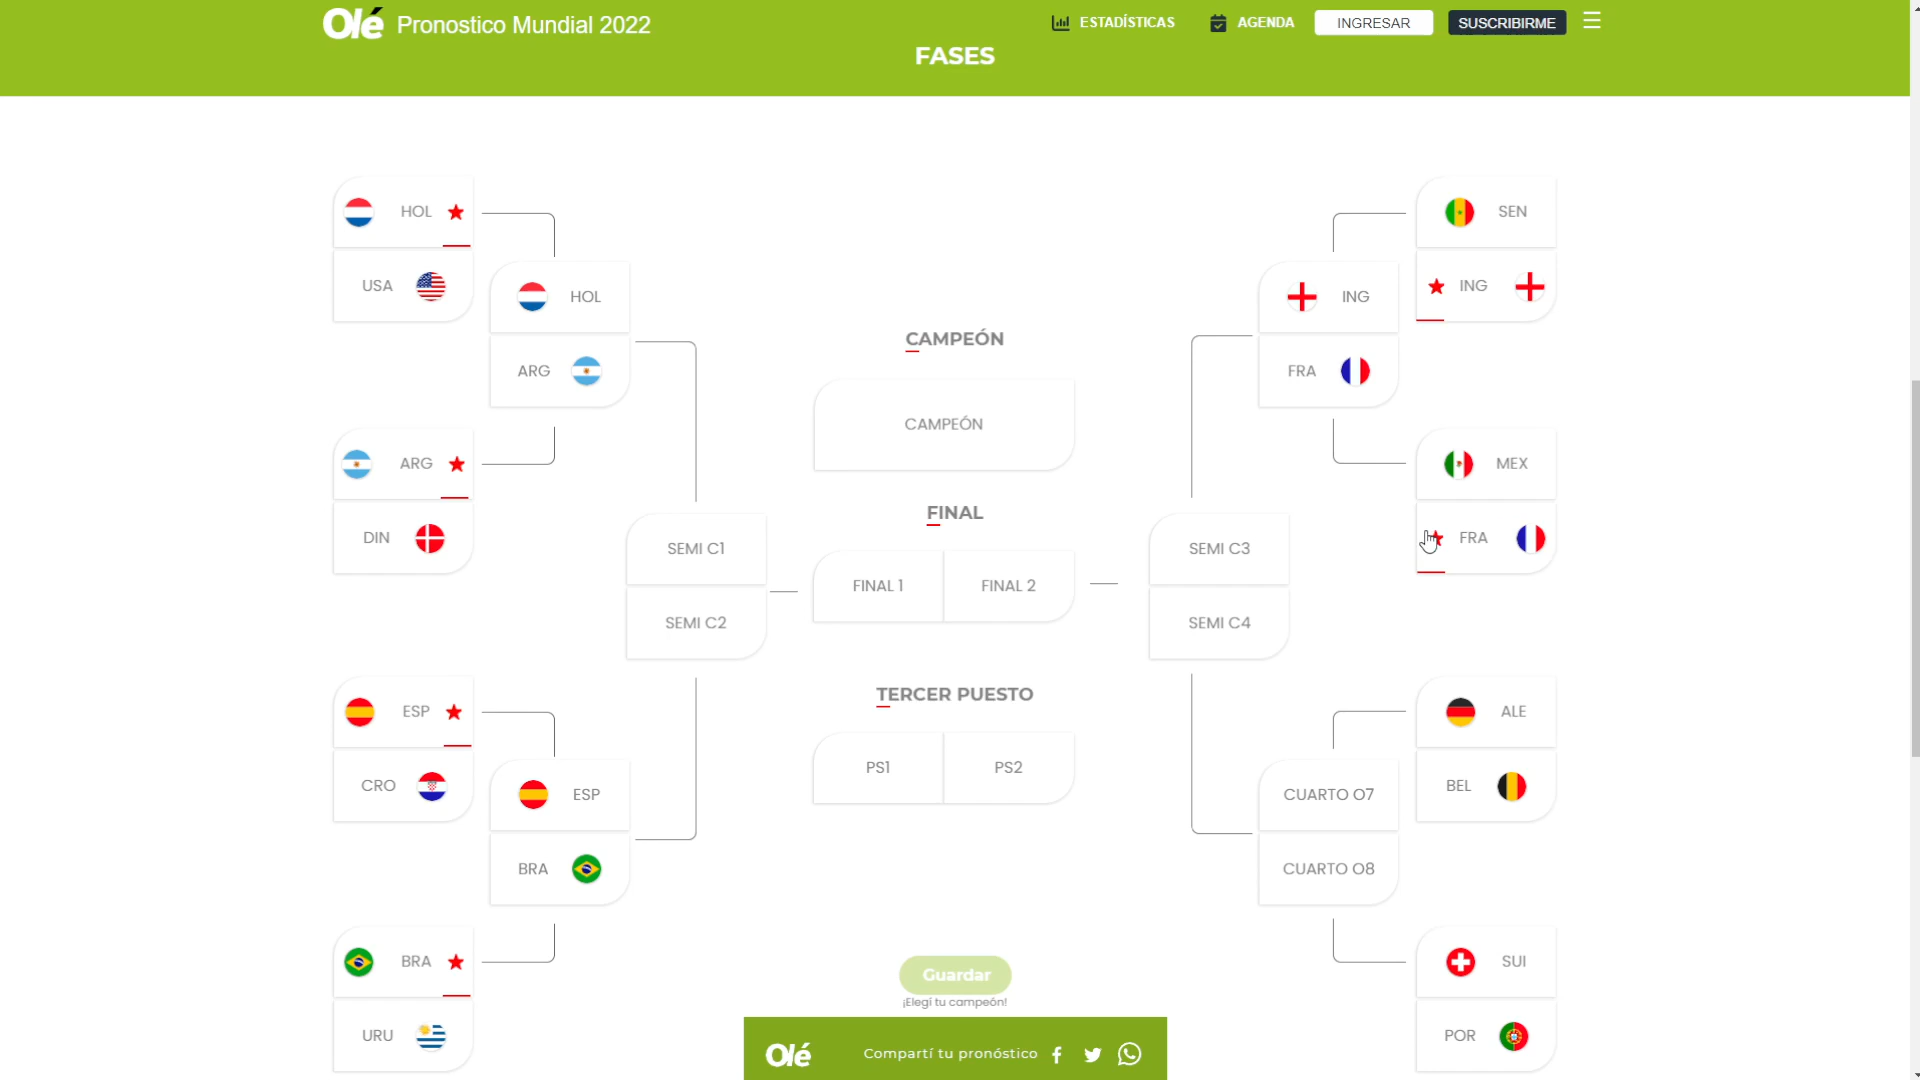 Olé Pronostico Mundial 2022
ESTADÍSTICAS
AGENDA
INGRESAR
SUSCRIBIRME
FASES
HOL
USA
HOL
ARG
ARG
DIN
ESP
CRO
ESP
BRA
BRA
URU
SEMI C1
SEMI C2
CAMPEÓN
CAMPEÓN
FINAL
FINAL 1
FINAL 2
TERCER PUESTO
PS1
PS2
SEMI C3
SEMI C4
ING
FRA
SEN
ING
MEX
FRA
CUARTO O7
CUARTO O8
ALE
BEL
SUI
POR
Guardar
¡Elegí tu campeón!
Olé
Compartí tu pronóstico